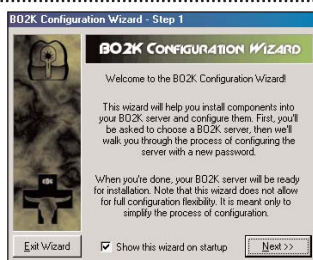 BO2K Configuration Wizard - Step 1
BO2K Configuration Wizard
Welcome to the BO2K Configuration Wizard!
This wizard will help you install components into
your BO2K server and configure them. First, you'll
be asked to choose a BO2K server, then we'll
walk you through the process of configuring the
server with a new password.
When you're done, your BO2K server will be ready
for installation. Note that this wizard does not allow
for full configuration flexibility. It is meant only to
simplify the process of configuration.
Exit Wizard
Show this wizard on startup
Next >>